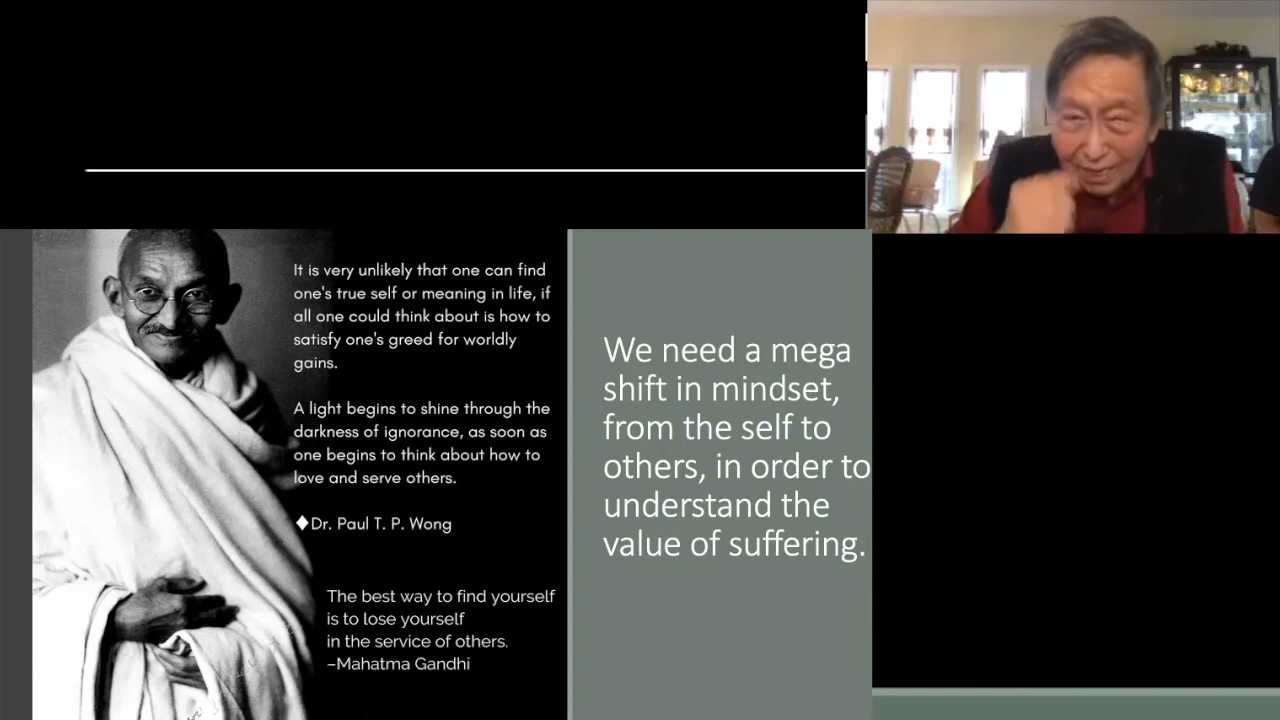 It is very unlikely that one can find
one's true self or meaning in life, if
all one could think about is how to
satisfy one's greed for worldly
gains.
A light begins to shine through the
darkness of ignorance, as soon as
one begins to think about how to
love and serve others.
♦Dr. Paul T. P. Wong
The best way to find yourself
is to lose yourself
in the service of others.
–Mahatma Gandhi
We need a mega
shift in mindset,
from the self to
others, in order to
understand the
value of suffering.